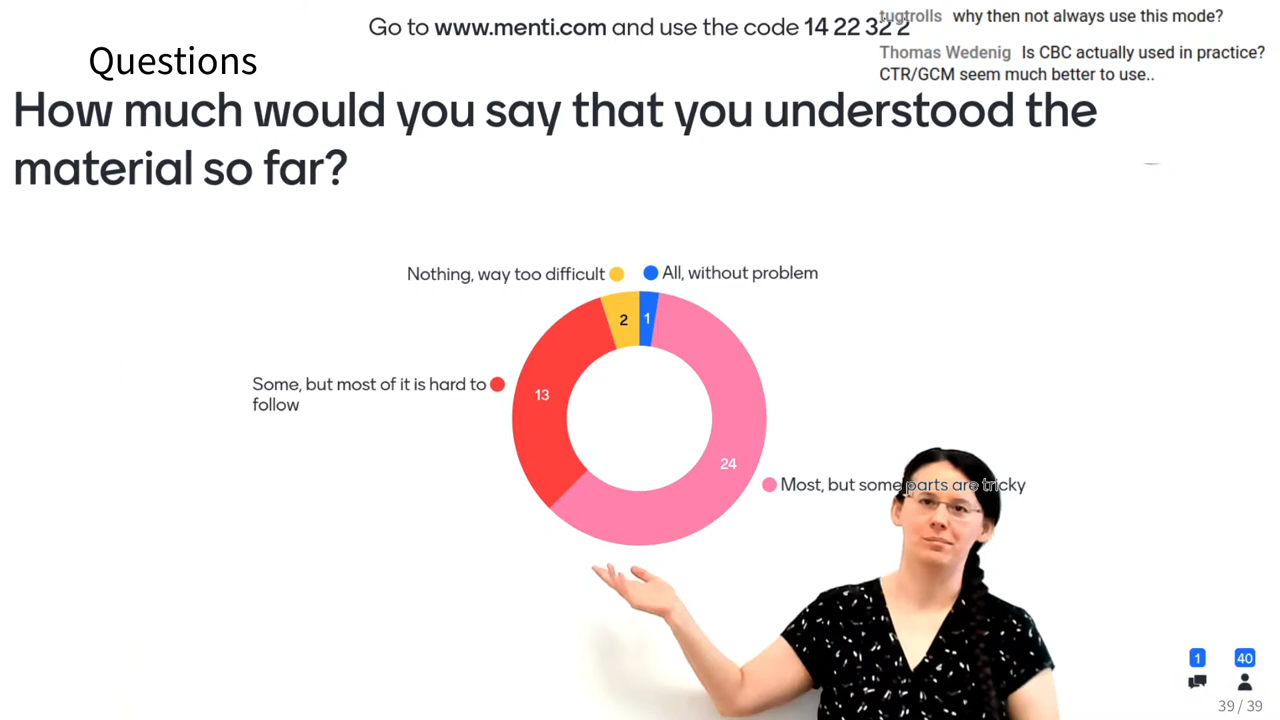 Go to www.menti.com and use the code 14 22 32 2
tugtrolls why then not always use this mode?
Thomas Wedenig Is CBC actually used in practice?
CTR/GCM seem much better to use..
Questions
How much would you say that you understood the
material so far?
Nothing, way too difficult
All, without problem
2
1
Some, but most of it is hard to
follow
13
24
Most, but some parts are tricky
1
40
39 / 39